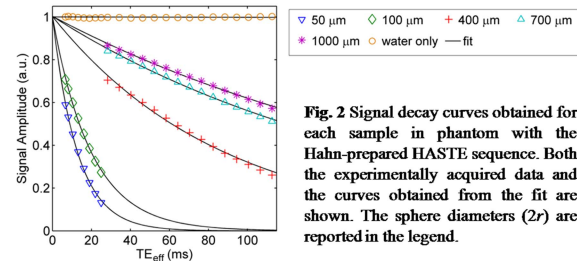 50 μm 100 μm 400 μm 700 μm
1000 μm water only fit
1
0.8
0.6
0.4
0.2
0
0 20 40 60 80 100
Signal Amplitude (a.u.)
TEeff (ms)
Fig. 2 Signal decay curves obtained for
each sample in phantom with the
Hahn-prepared HASTE sequence. Both
the experimentally acquired data and
the curves obtained from the fit are
shown. The sphere diameters (2r) are
reported in the legend.